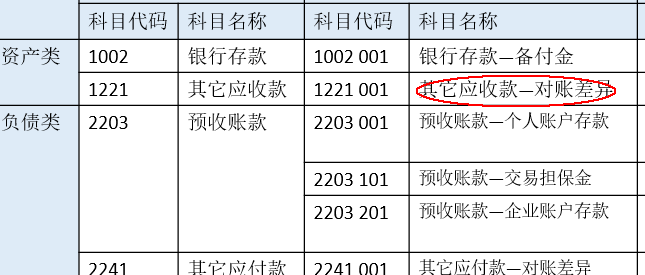 科目代码 科目名称 科目代码 科目名称
资产类 1002 银行存款 1002 001 银行存款—备付金
1221 其它应收款 1221 001 其它应收款—对账差异
负债类 2203 预收账款 2203 001 预收账款—个人账户存款
2203 101 预收账款—交易担保金
2203 201 预收账款—企业账户存款
2241 其它应付款 2241 001 其它应付款—对账差异